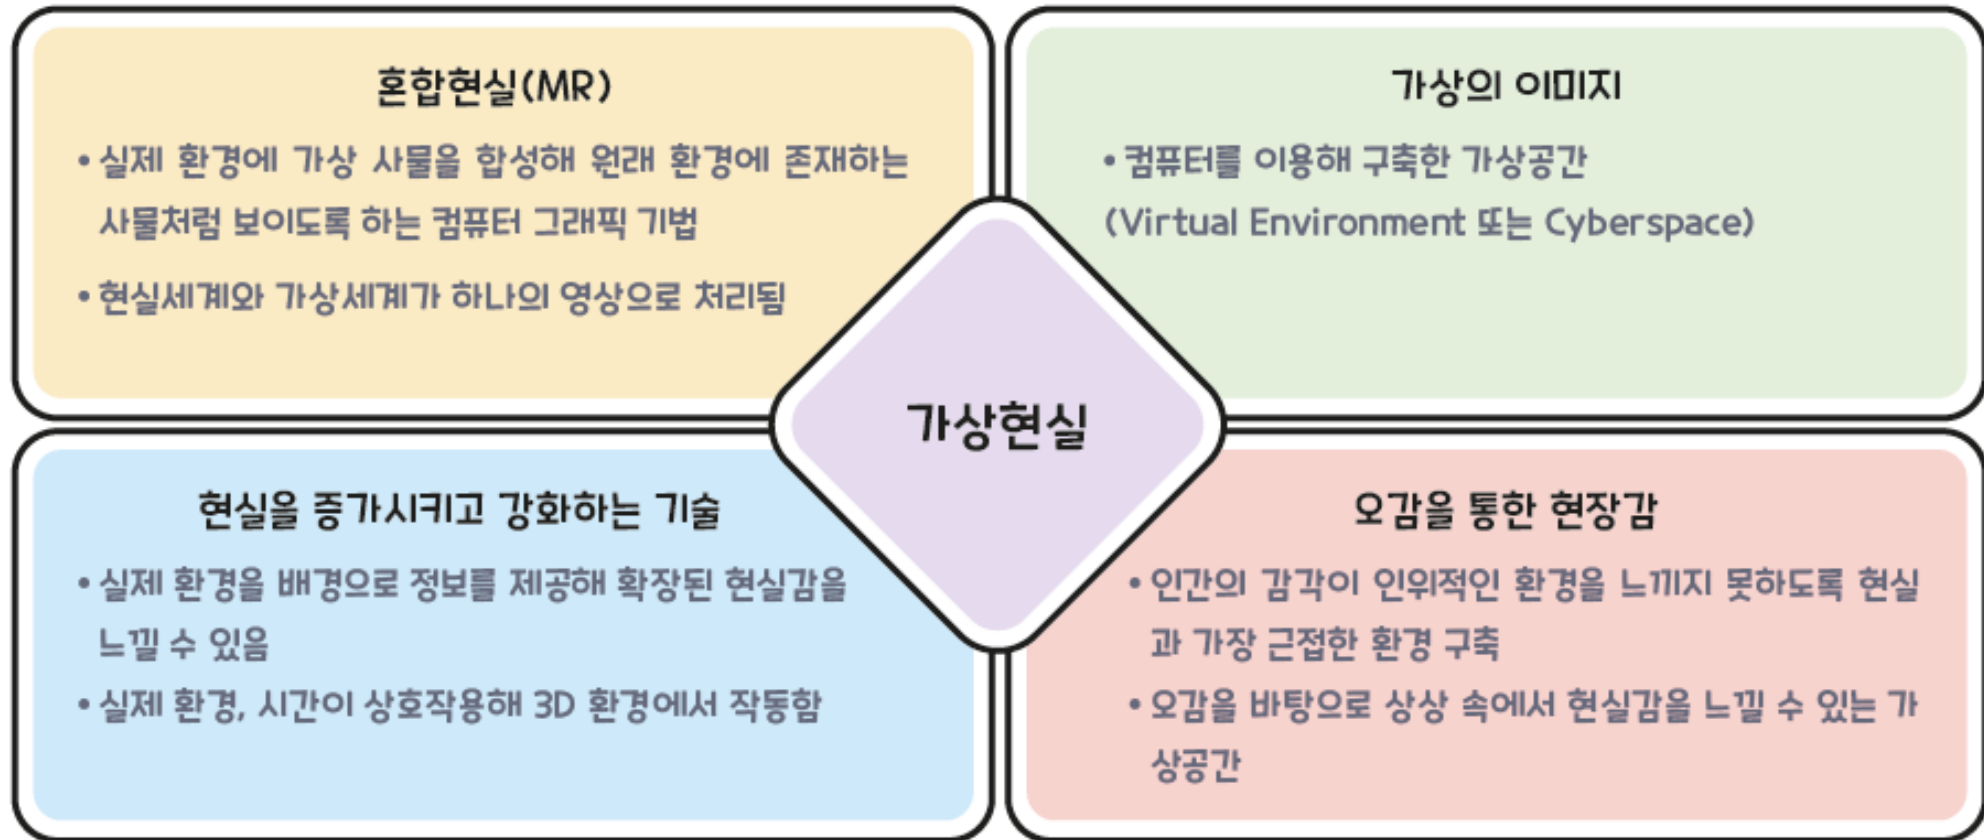 혼합현실(MR)
• 실제 환경에 가상 사물을 합성해 원래 환경에 존재하는
사물처럼 보이도록 하는 컴퓨터 그래픽 기법
• 현실세계와 가상세계가 하나의 영상으로 처리됨
가상의 이미지
• 컴퓨터를 이용해 구축한 가상공간
(Virtual Environment 또는 Cyberspace)
가상현실
현실을 증가시키고 강화하는 기술
• 실제 환경을 배경으로 정보를 제공해 확장된 현실감을
느낄 수 있음
• 실제 환경, 시간이 상호작용해 3D 환경에서 작동함
오감을 통한 현장감
• 인간의 감각이 인위적인 환경을 느끼지 못하도록 현실
과 가장 근접한 환경 구축
• 오감을 바탕으로 상상 속에서 현실감을 느낄 수 있는 가
상공간